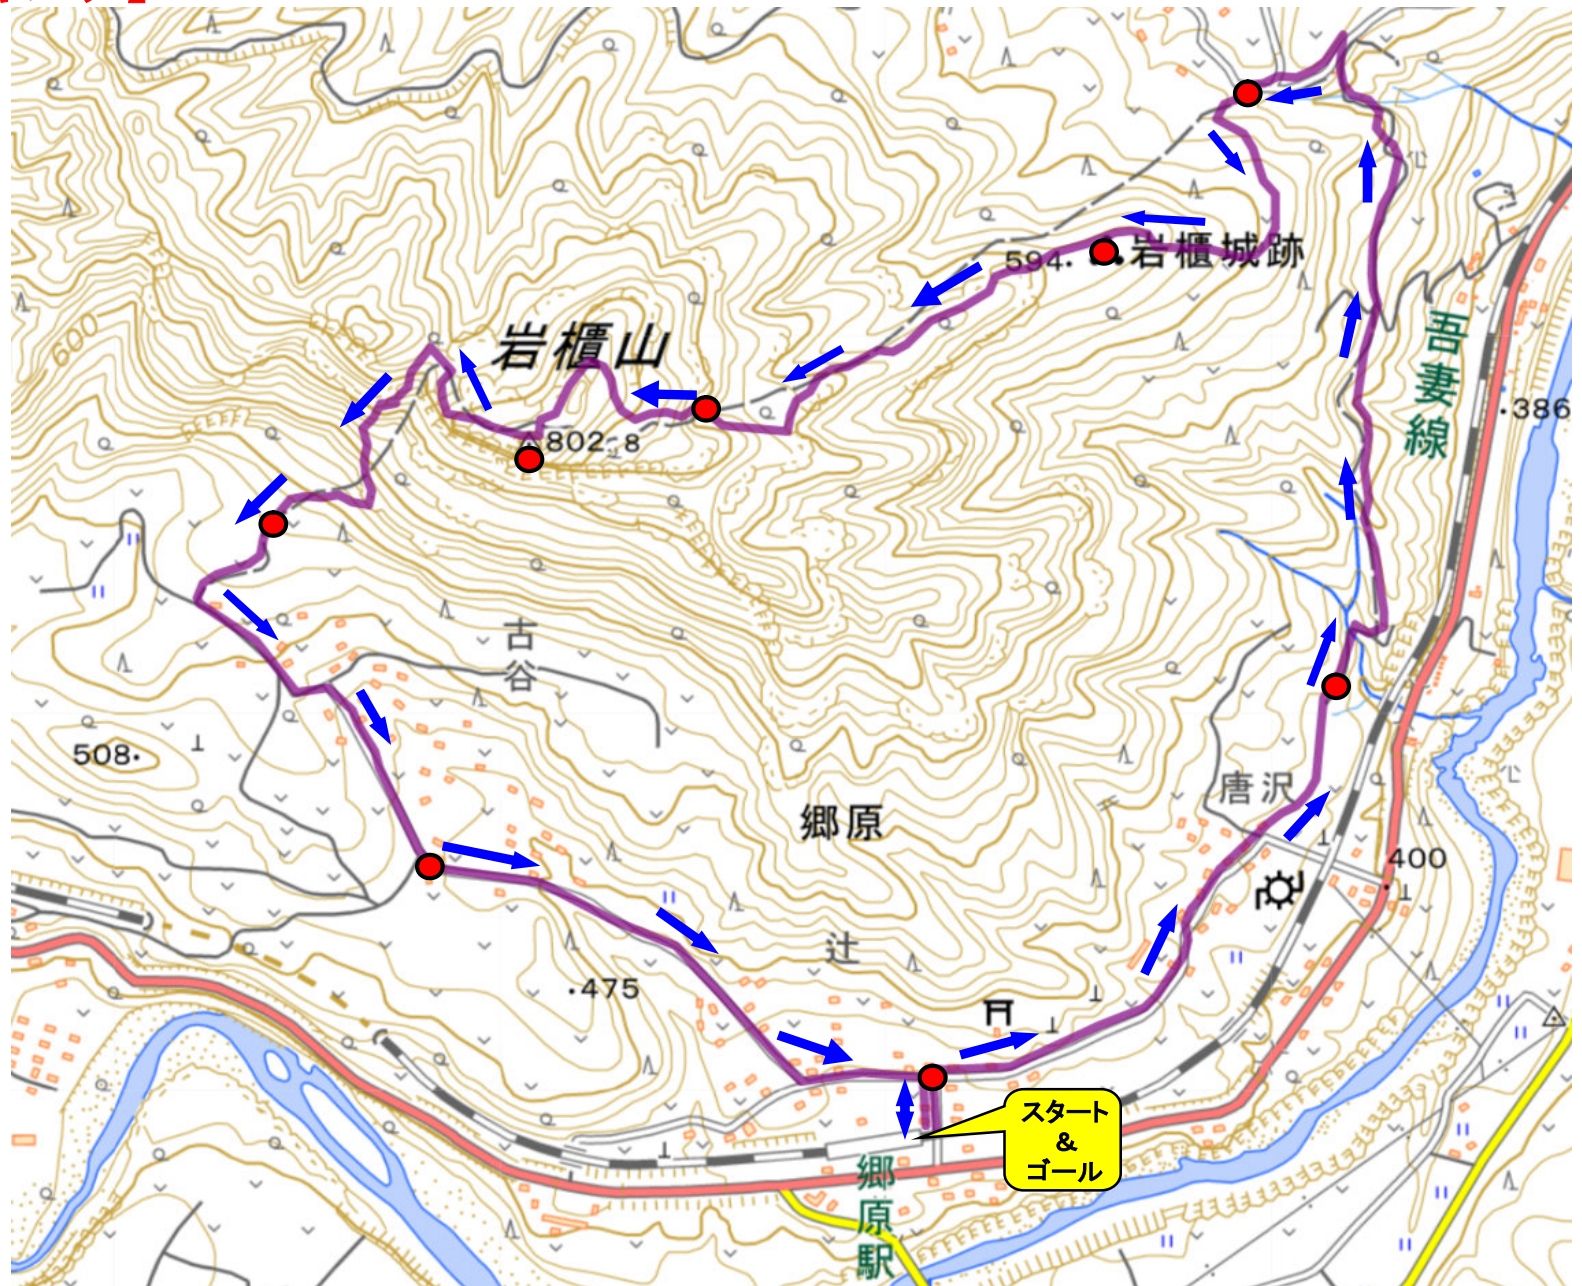 594.
岩櫃城跡
岩櫃山
600
吾妻線
.386
802.8
古谷
508.
唐沢
郷原
400
辻
.475
スタート
&
ゴール
郷原駅